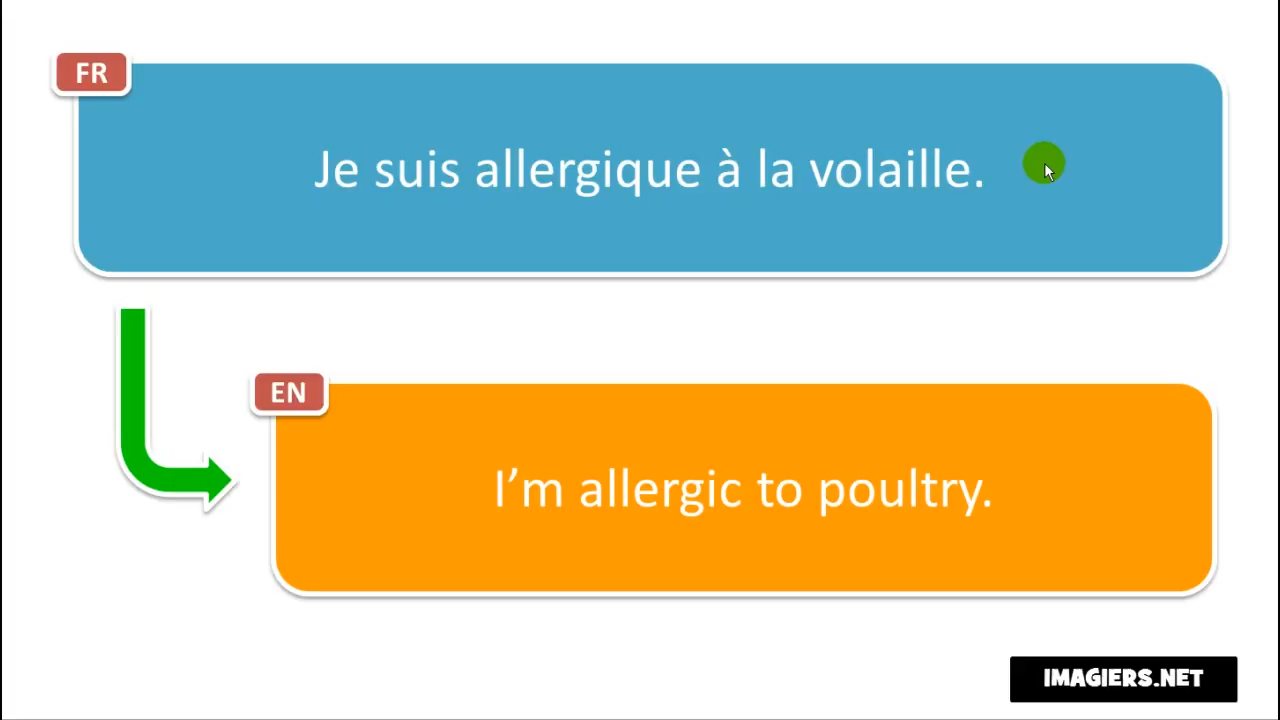 FR
Je suis allergique à la volaille.
EN
I’m allergic to poultry.
IMAGIERS.NET